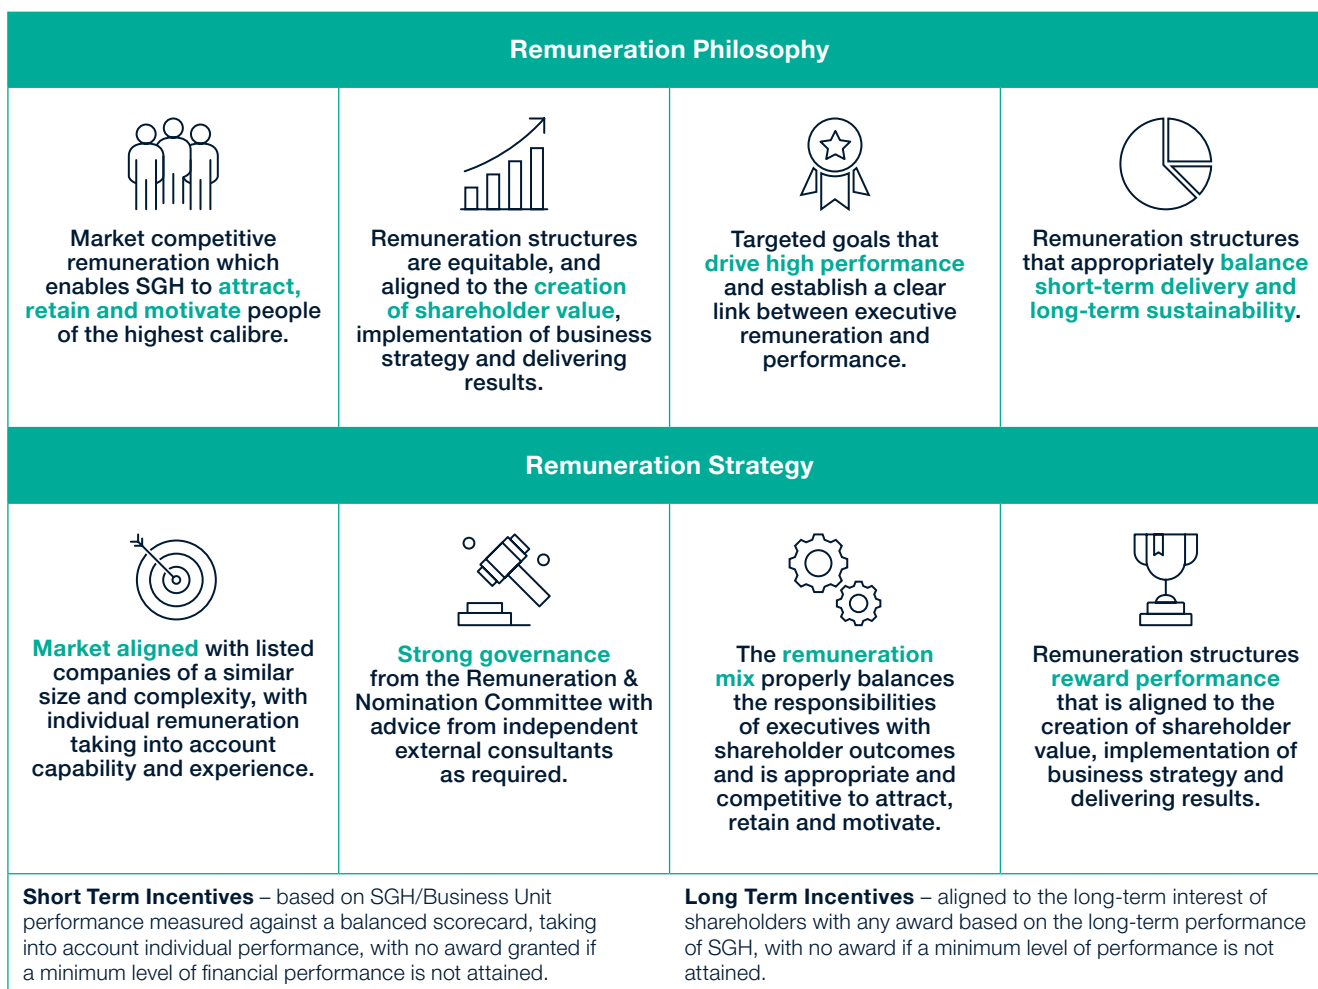 Remuneration Philosophy
Market competitive
remuneration which
enables SGH to attract,
retain and motivate people
of the highest calibre.
Remuneration structures
are equitable, and
aligned to the creation
of shareholder value,
implementation of business
strategy and delivering
results.
Targeted goals that
drive high performance
and establish a clear
link between executive
remuneration and
performance.
Remuneration structures
that appropriately balance
short-term delivery and
long-term sustainability.
Remuneration Strategy
Market aligned with listed
companies of a similar
size and complexity, with
individual remuneration
taking into account
capability and experience.
Strong governance
from the Remuneration &
Nomination Committee with
advice from independent
external consultants
as required.
The remuneration
mix properly balances
the responsibilities
of executives with
shareholder outcomes
and is appropriate and
competitive to attract,
retain and motivate.
Remuneration structures
reward performance
that is aligned to the
creation of shareholder
value, implementation of
business strategy and
delivering results.
Short Term Incentives – based on SGH/Business Unit
performance measured against a balanced scorecard, taking
into account individual performance, with no award granted if
a minimum level of financial performance is not attained.
Long Term Incentives – aligned to the long-term interest of
shareholders with any award based on the long-term performance
of SGH, with no award if a minimum level of performance is not
attained.